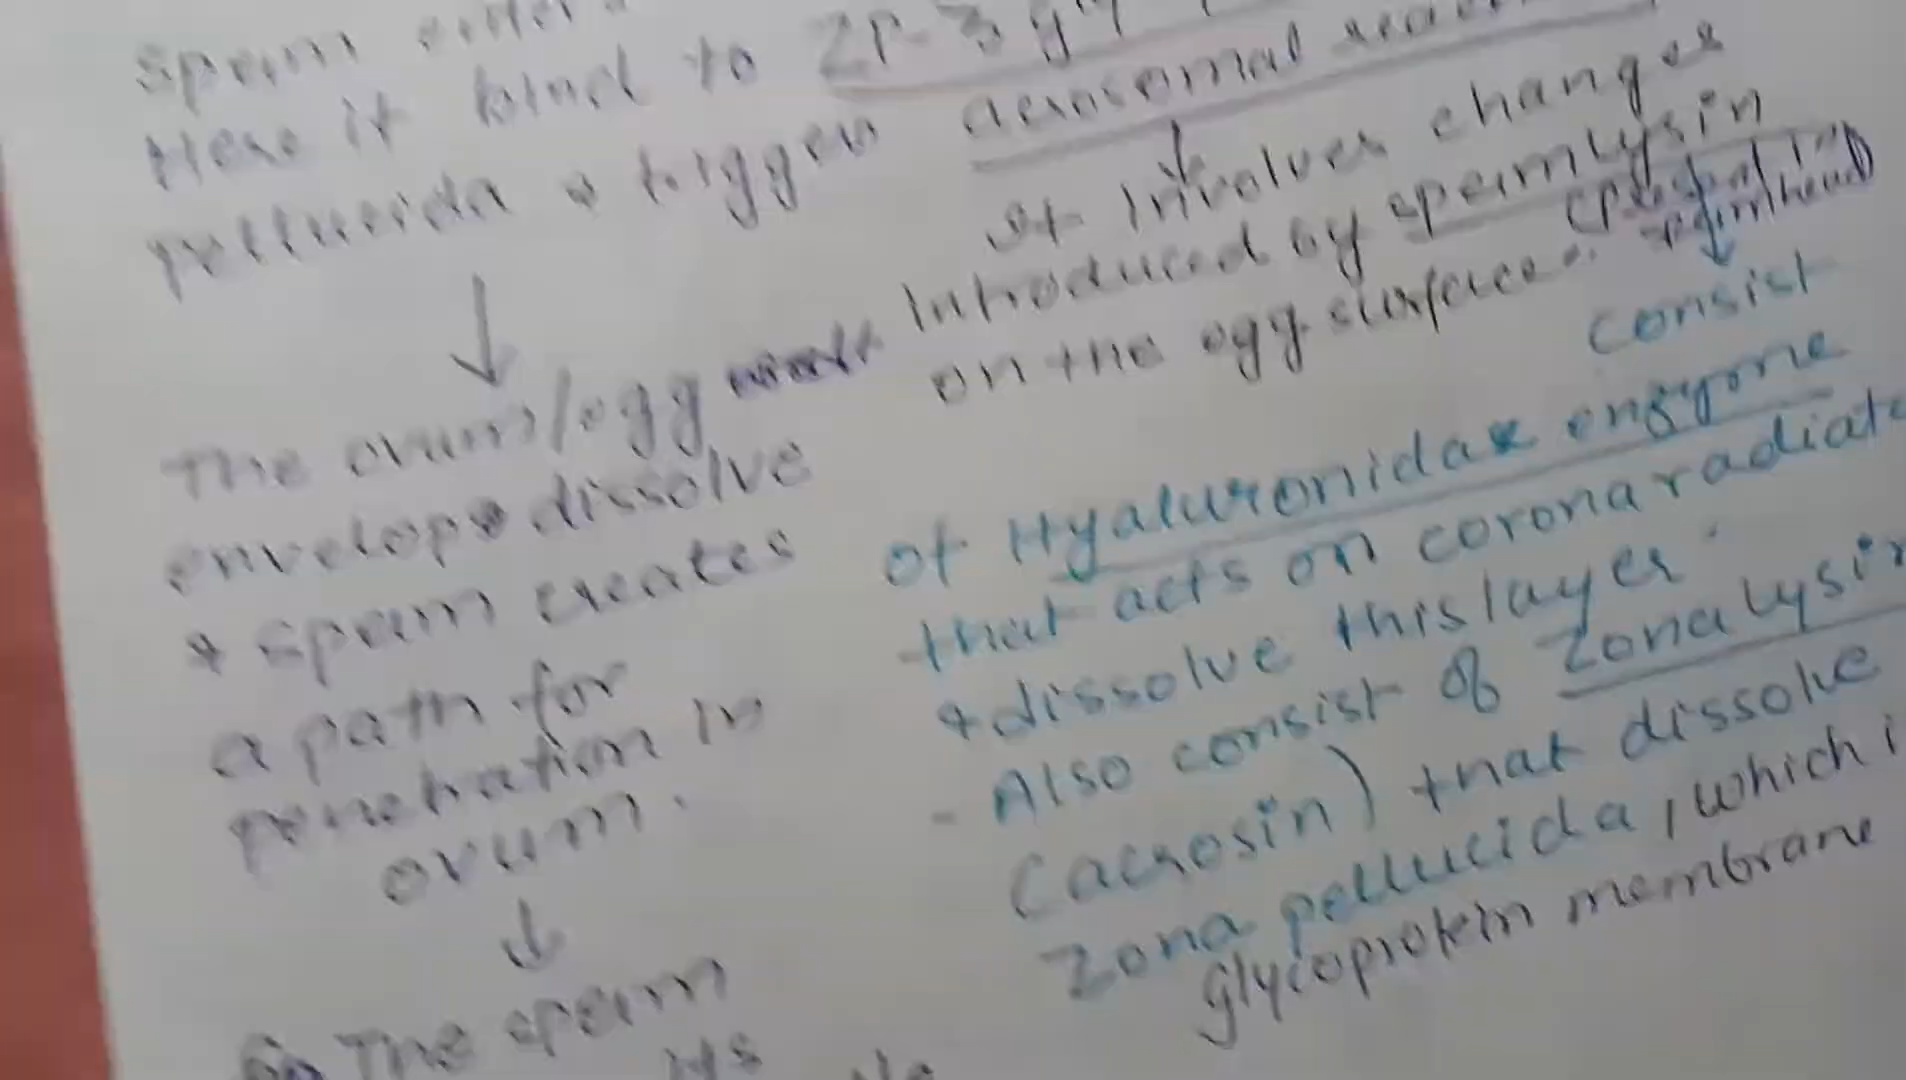 sperm
Here it bind to ZP-3
pellucida & trigger acrosomal
It involves changes
Introduced by spermlysin
on the egg surface.
The ovum/egg
envelope dissolve
& sperm creates
a path for
penetration in
ovum.
The sperm
its
consist
of Hyaluronidase enzyme
that acts on corona radiata
& dissolve this layer.
- Also consist of Zona lysin
(acrosin) that dissolve
Zona pellucida, which i
glycoprotein membrane